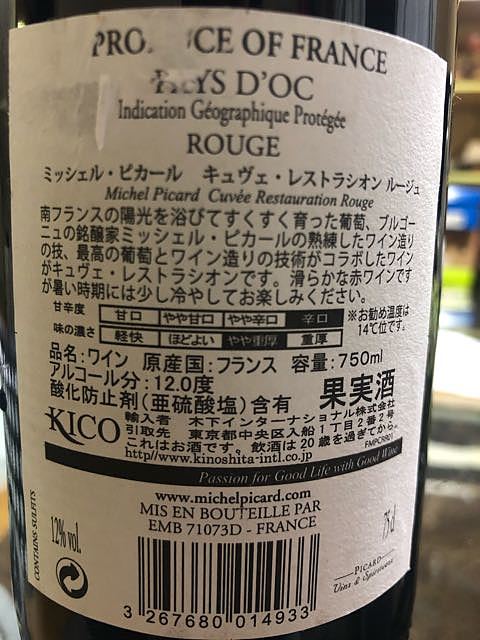 OF FRANCE
D'OC
Indication Géographique Protégée
ROUGE
ミッシェル・ピカール キュヴェ・レストラシオン ルージュ
Michel Picard Cuvée Restauration Rouge
南フランスの陽光を浴びてすくすく育った葡萄、ブルゴー
ニュの銘醸家ミッシェル・ピカールの熟練したワイン造り
の技、最高の葡萄とワイン造りの技術がコラボしたワイン
がキュヴェ・レストラシオンです。滑らかな赤ワインです
が暑い時期には少し冷やしてお楽しみください。
甘辛度 甘口 やや甘口 やや辛口 辛口 ※お勧め温度は
味の濃さ 軽快 ほどよい やや重厚 重厚 14℃位です。
品名:ワイン 原産国:フランス 容量:750ml
アルコール分:12.0度
酸化防止剤(亜硫酸塩)含有 果実酒
KICO
輸入者 木下インターナショナル株式会社
引取先 東京都中央区入船1丁目2番2号
これはお酒です。飲酒は20歳を過ぎてから。
http//www.kinoshita-intl.co.jp FMPCRR01
Passion for Good Life with Good Wine
www.michelpicard.com
MIS EN BOUTEILLE PAR
EMB 71073D - FRANCE
CONTAINS SULFITS
12% vol.
75 cl
PICARD
Vins & Spiritueux
3 267680 014933